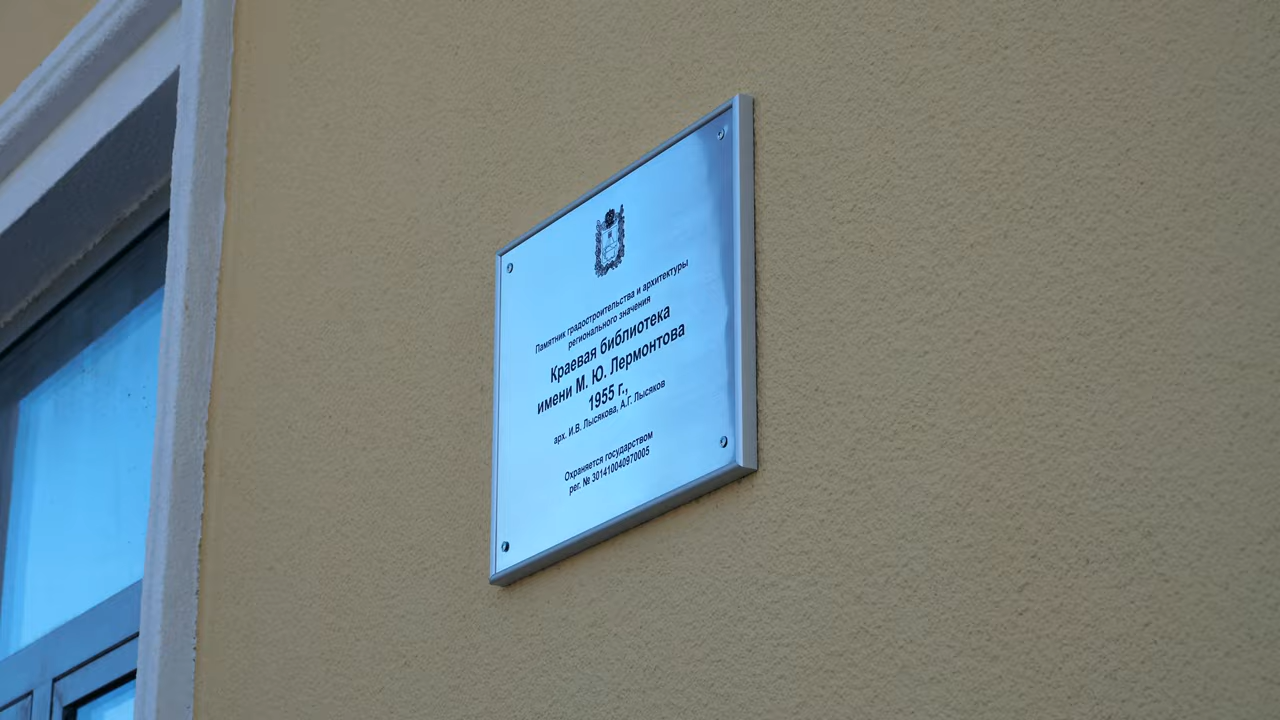 Памятник градостроительства и архитектуры
регионального значения
Краевая библиотека
имени М. Ю. Лермонтова
1955 г.,
арх. И.В. Лысякова, А.Г. Лысяков
Охраняется государством
рег. № 301410040970005